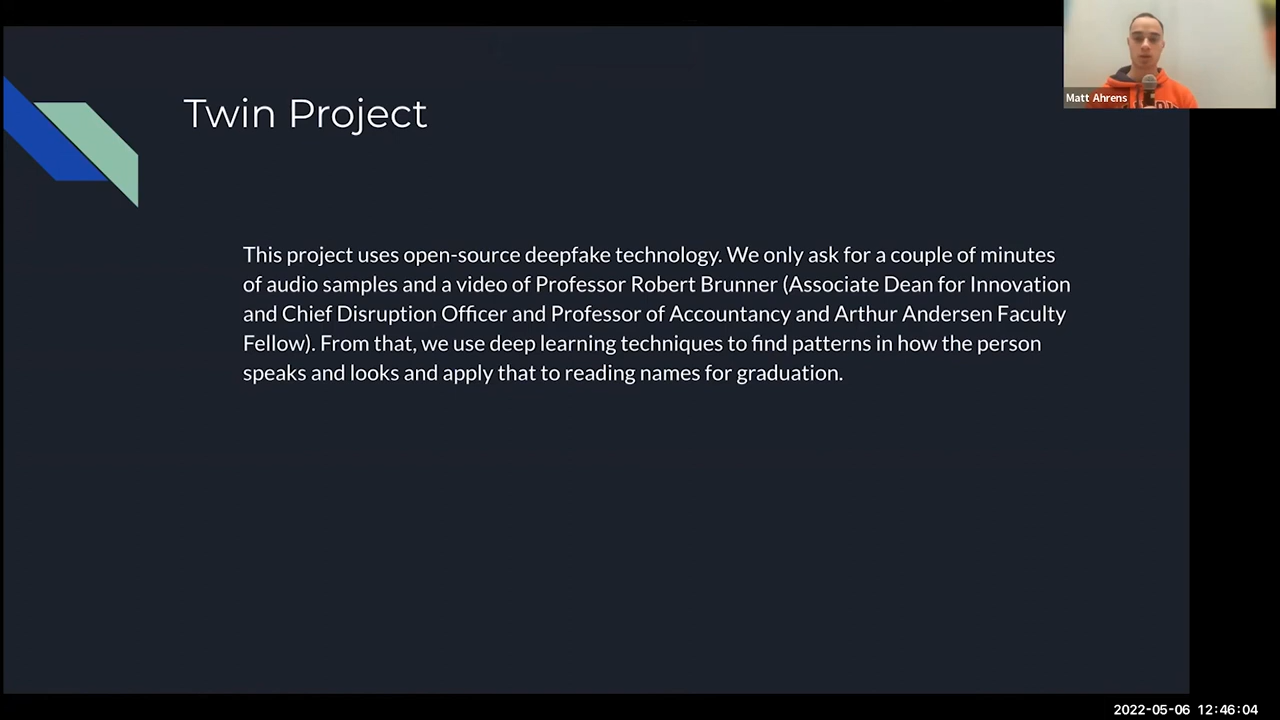 Matt Ahrens
Twin Project
This project uses open-source deepfake technology. We only ask for a couple of minutes
of audio samples and a video of Professor Robert Brunner (Associate Dean for Innovation
and Chief Disruption Officer and Professor of Accountancy and Arthur Andersen Faculty
Fellow). From that, we use deep learning techniques to find patterns in how the person
speaks and looks and apply that to reading names for graduation.
2022-05-06 12:46:04